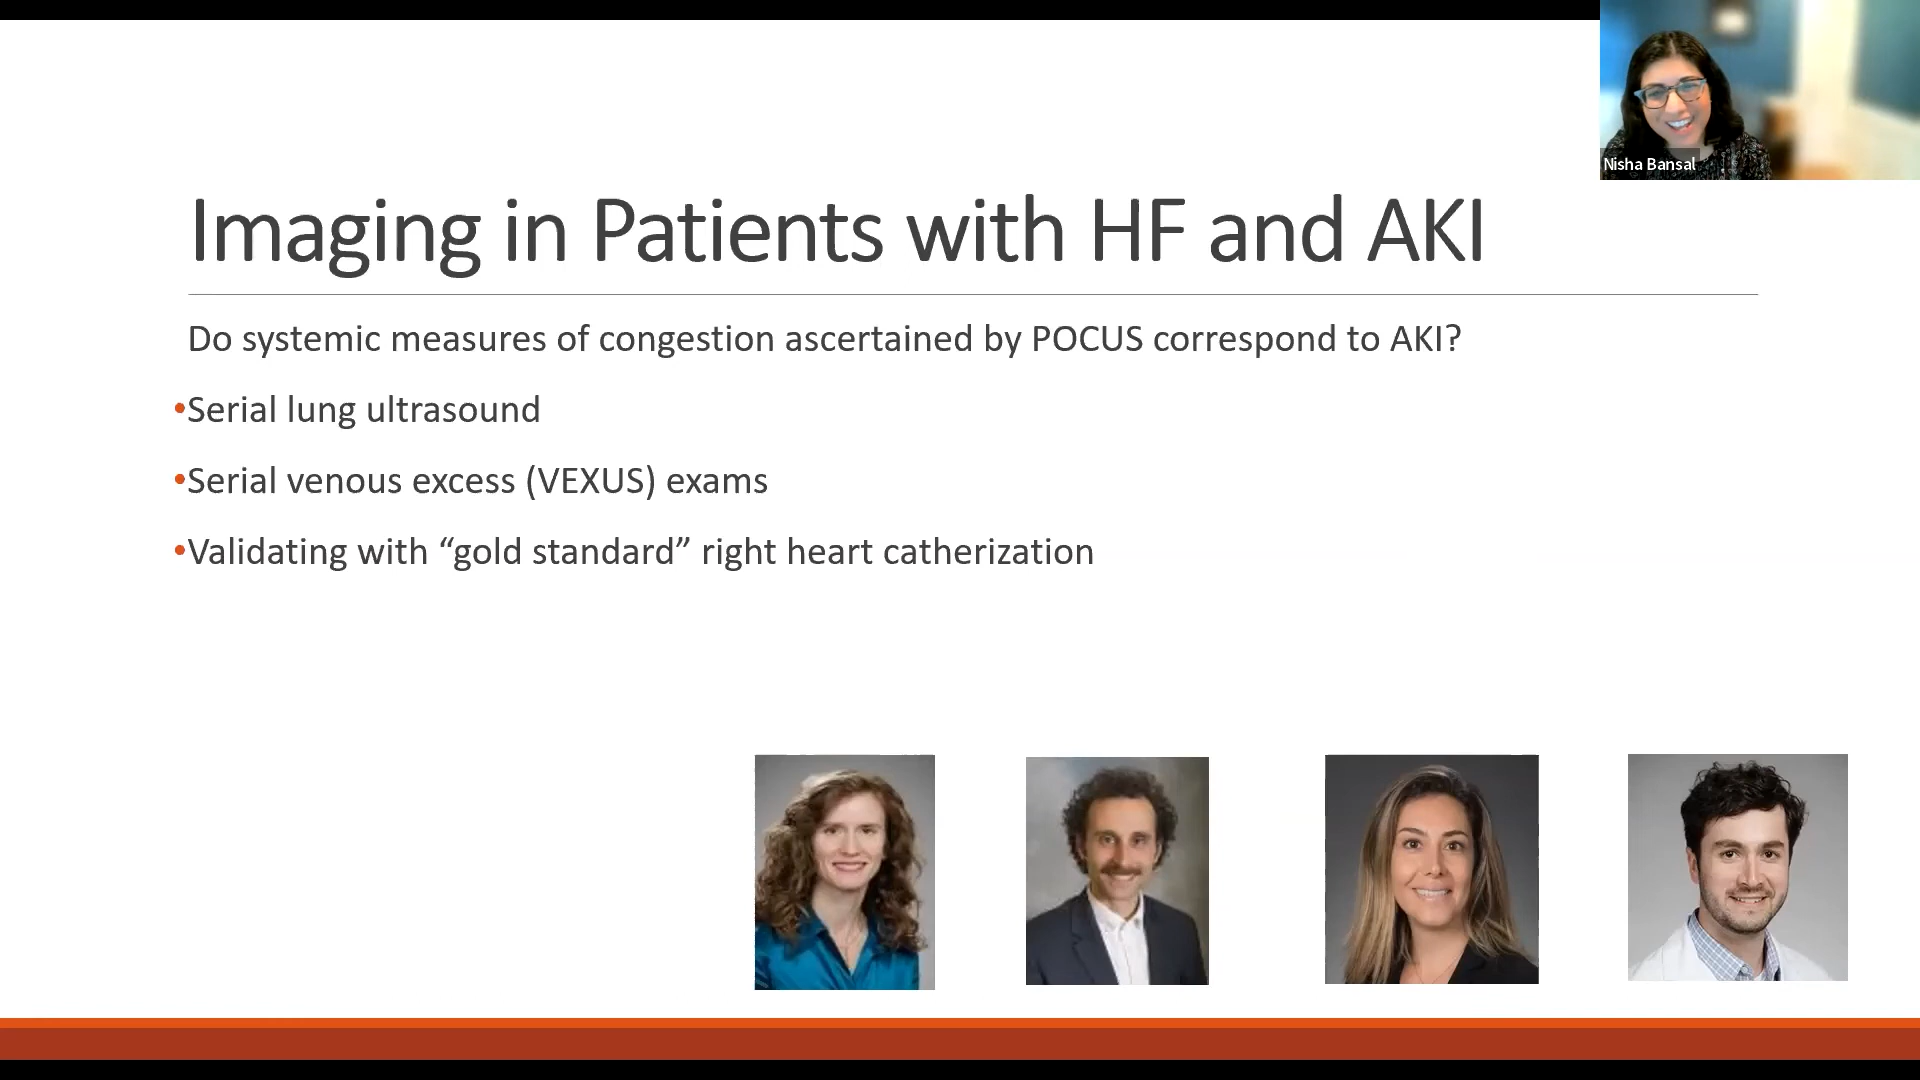 Nisha Bansal
Imaging in Patients with HF and AKI
Do systemic measures of congestion ascertained by POCUS correspond to AKI?
•Serial lung ultrasound
•Serial venous excess (VEXUS) exams
•Validating with “gold standard” right heart catherization